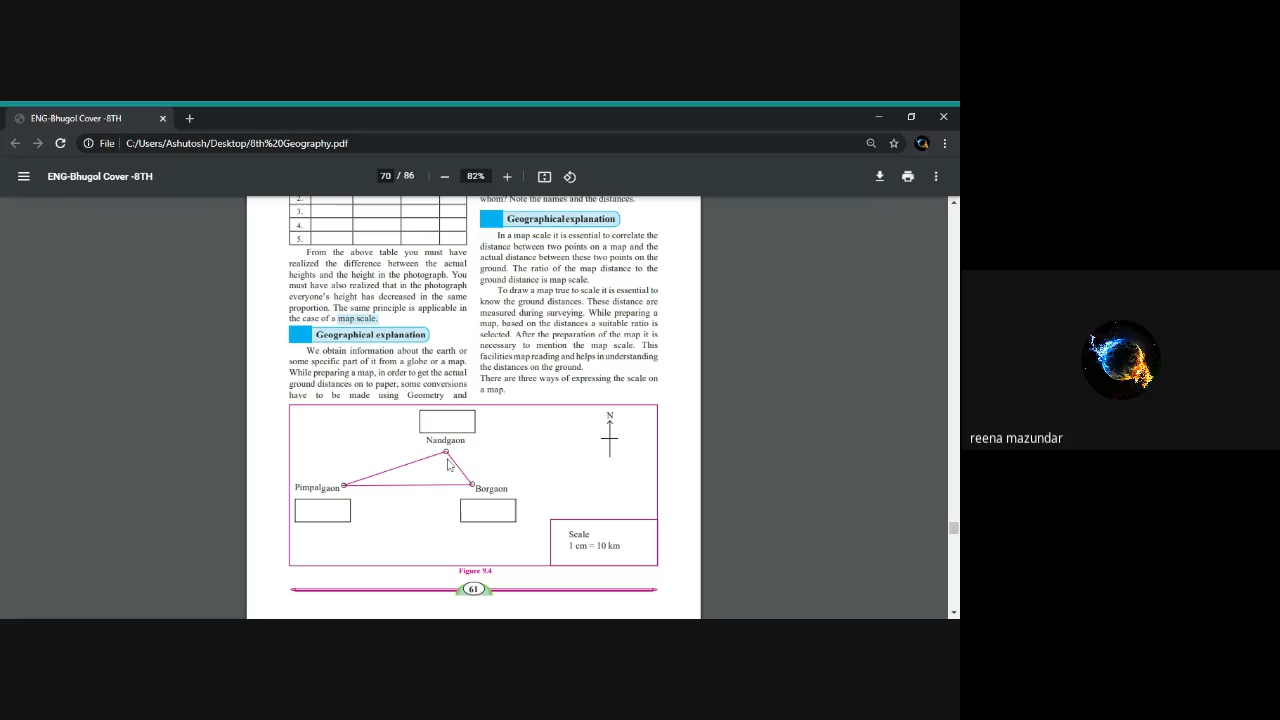 ENG-Bhugol Cover -8TH
File
C:/Users/Ashutosh/Desktop/8th%20Geography.pdf
ENG-Bhugol Cover -8TH
70 / 86
82%
2.
3.
4.
5.
From the above table you must have
realized the difference between the actual
heights and the height in the photograph. You
must have also realized that in the photograph
everyone's height has decreased in the same
proportion. The same principle is applicable in
the case of a map scale.
Geographical explanation
We obtain information about the earth or
some specific part of it from a globe or a map.
While preparing a map, in order to get the actual
ground distances on to paper, some conversions
have to be made using Geometry and
whom? Note the names and the distances.
Geographical explanation
In a map scale it is essential to correlate the
distance between two points on a map and the
actual distance between these two points on the
ground. The ratio of the map distance to the
ground distance is map scale.
To draw a map true to scale it is essential to
know the ground distances. These distance are
measured during surveying. While preparing a
map, based on the distances a suitable ratio is
selected. After the preparation of the map it is
necessary to mention the map scale. This
facilities map reading and helps in understanding
the distances on the ground.
There are three ways of expressing the scale on
a map.
N
Nandgaon
Pimpalgaon
Borgaon
Scale
1 cm = 10 km
Figure 9.4
61
reena mazundar